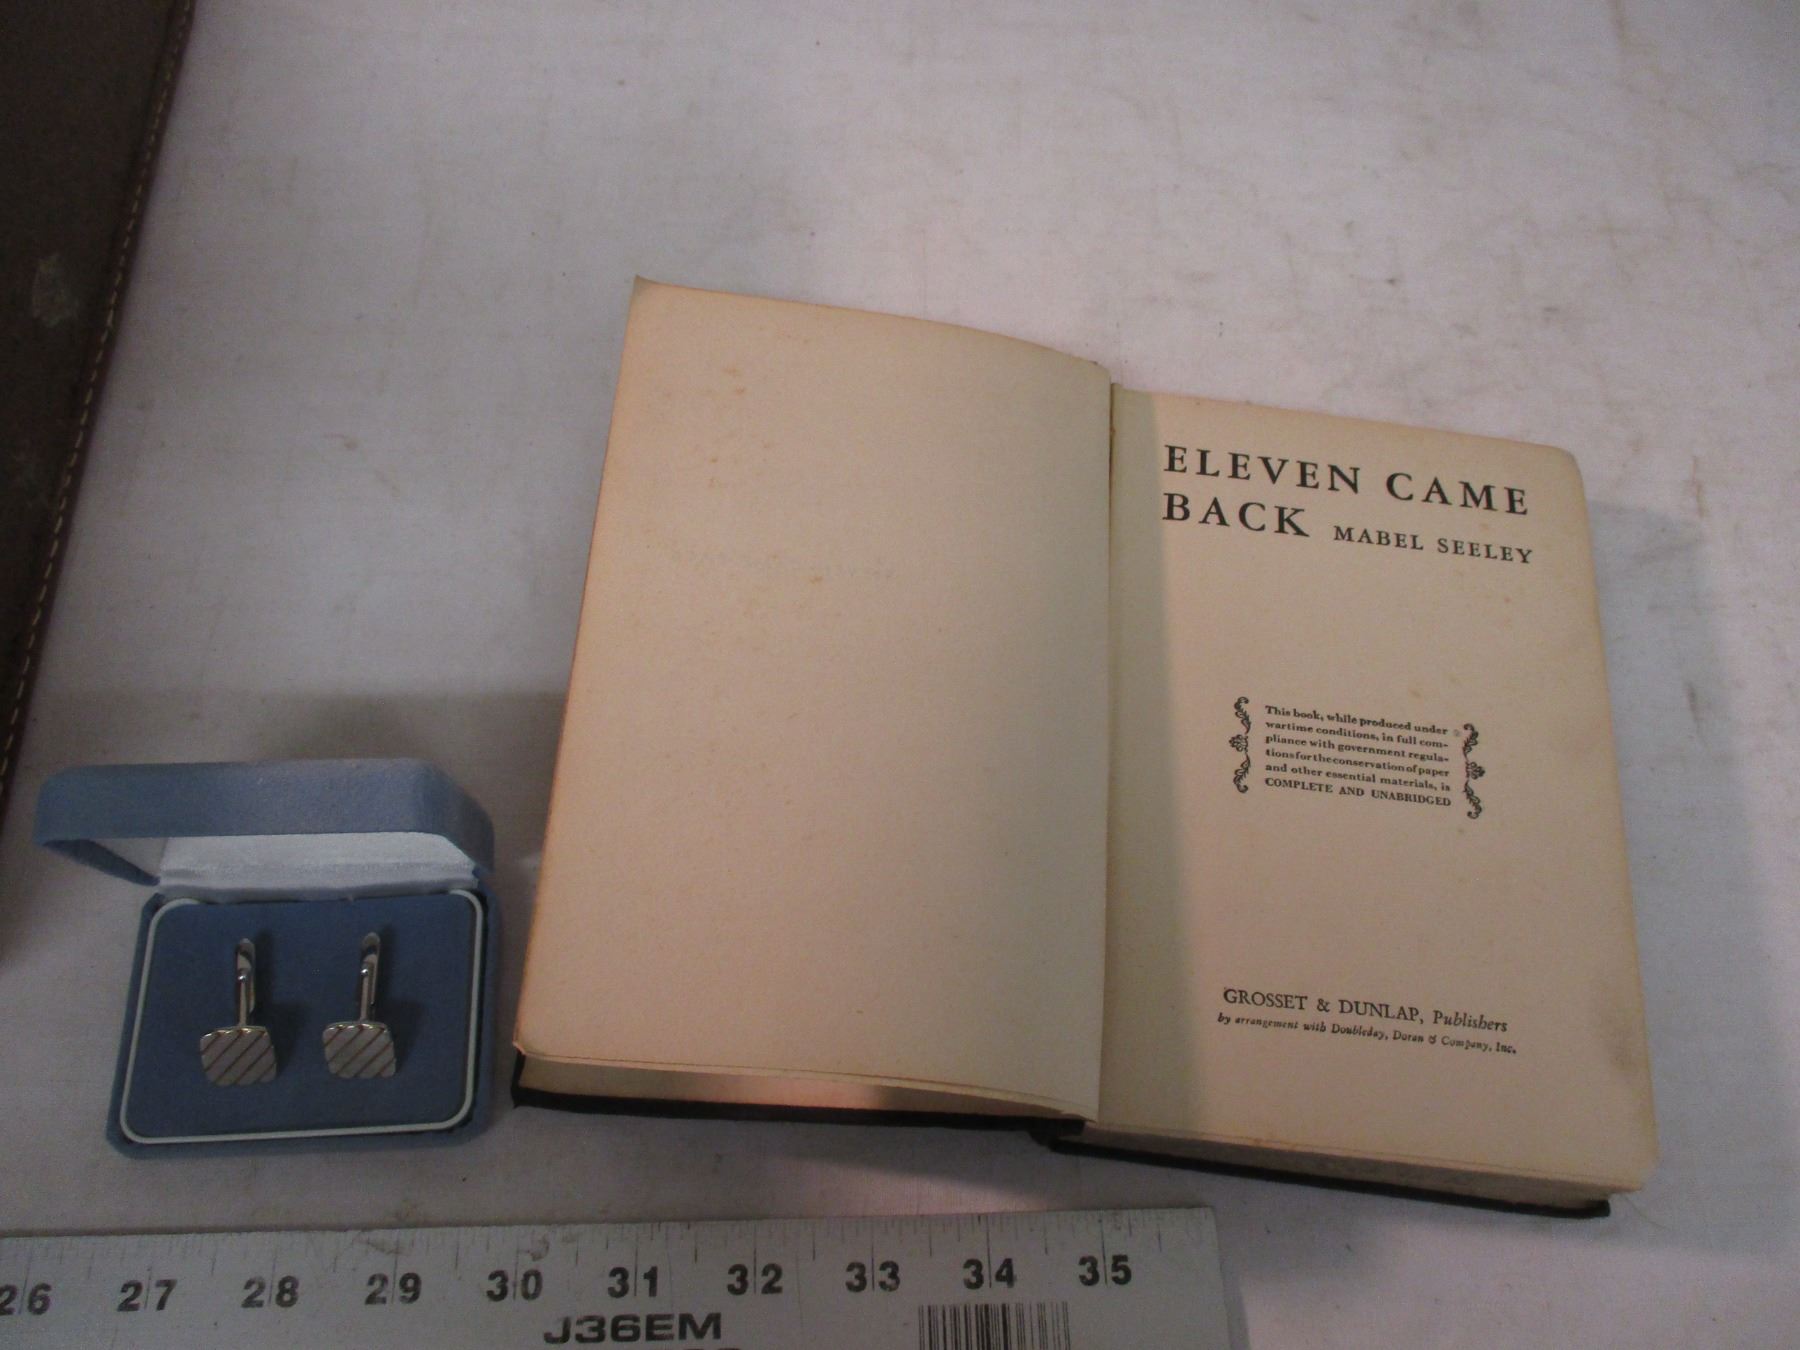 ELEVEN CAME
BACK MABEL SEELEY
This book, while produced under
wartime conditions, in full com-
pliance with government regula-
tions for the conservation of paper
and other essential materials, is
COMPLETE AND UNABRIDGED
GROSSET & DUNLAP, Publishers
by arrangement with Doubleday, Doran & Company, Inc.
26 27 28 29 30 31 32 33 34 35
J36EM